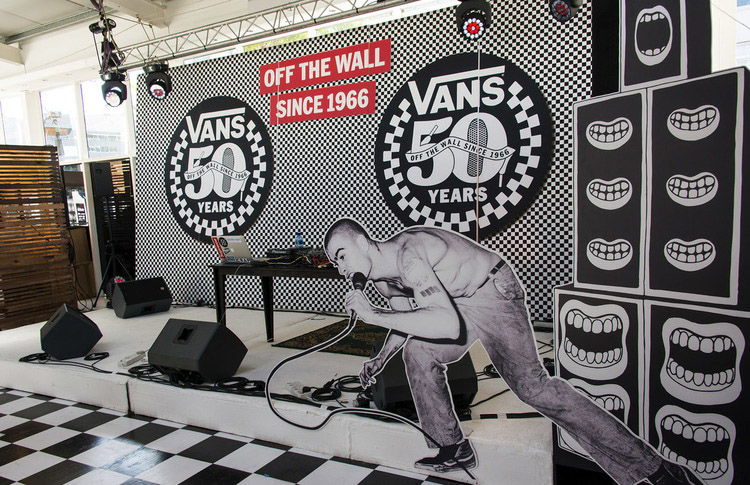 OFF THE WALL
SINCE 1966
VANS
50
OFF THE WALL SINCE 1966
YEARS
VANS
50
OFF THE WALL SINCE 1966
YEARS